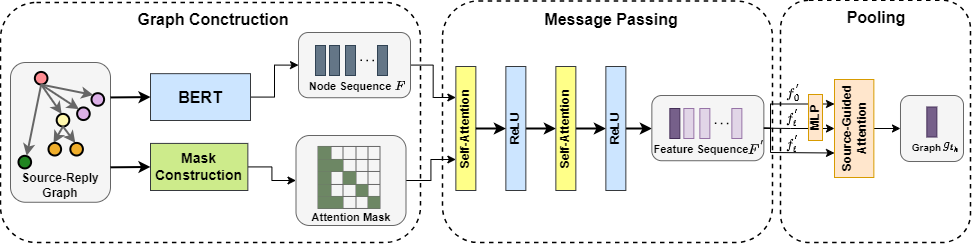 Graph Conctruction
Message Passing
Pooling
Source-Reply
Graph
BERT
Mask
Construction
Node Sequence F
Attention Mask
Self-Attention
ReLU
Self-Attention
ReLU
Feature Sequence F'
f'₀
f'ₜ
f'ₜ
MLP
Source-Guided
Attention
Graph g_{tₖ}